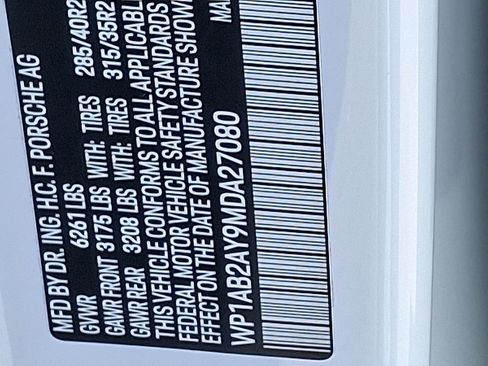 MFD BY DR. ING. H.C. F. PORSCHE AG
GVWR 6261 LBS
GAWR FRONT 3175 LBS WITH: TIRES 285/40R2
GAWR REAR 3208 LBS WITH: TIRES 315/35R2
THIS VEHICLE CONFORMS TO ALL APPLICABLE
FEDERAL MOTOR VEHICLE SAFETY STANDARDS
EFFECT ON THE DATE OF MANUFACTURE SHOW
WP1AB2AY9MDA27080 MA